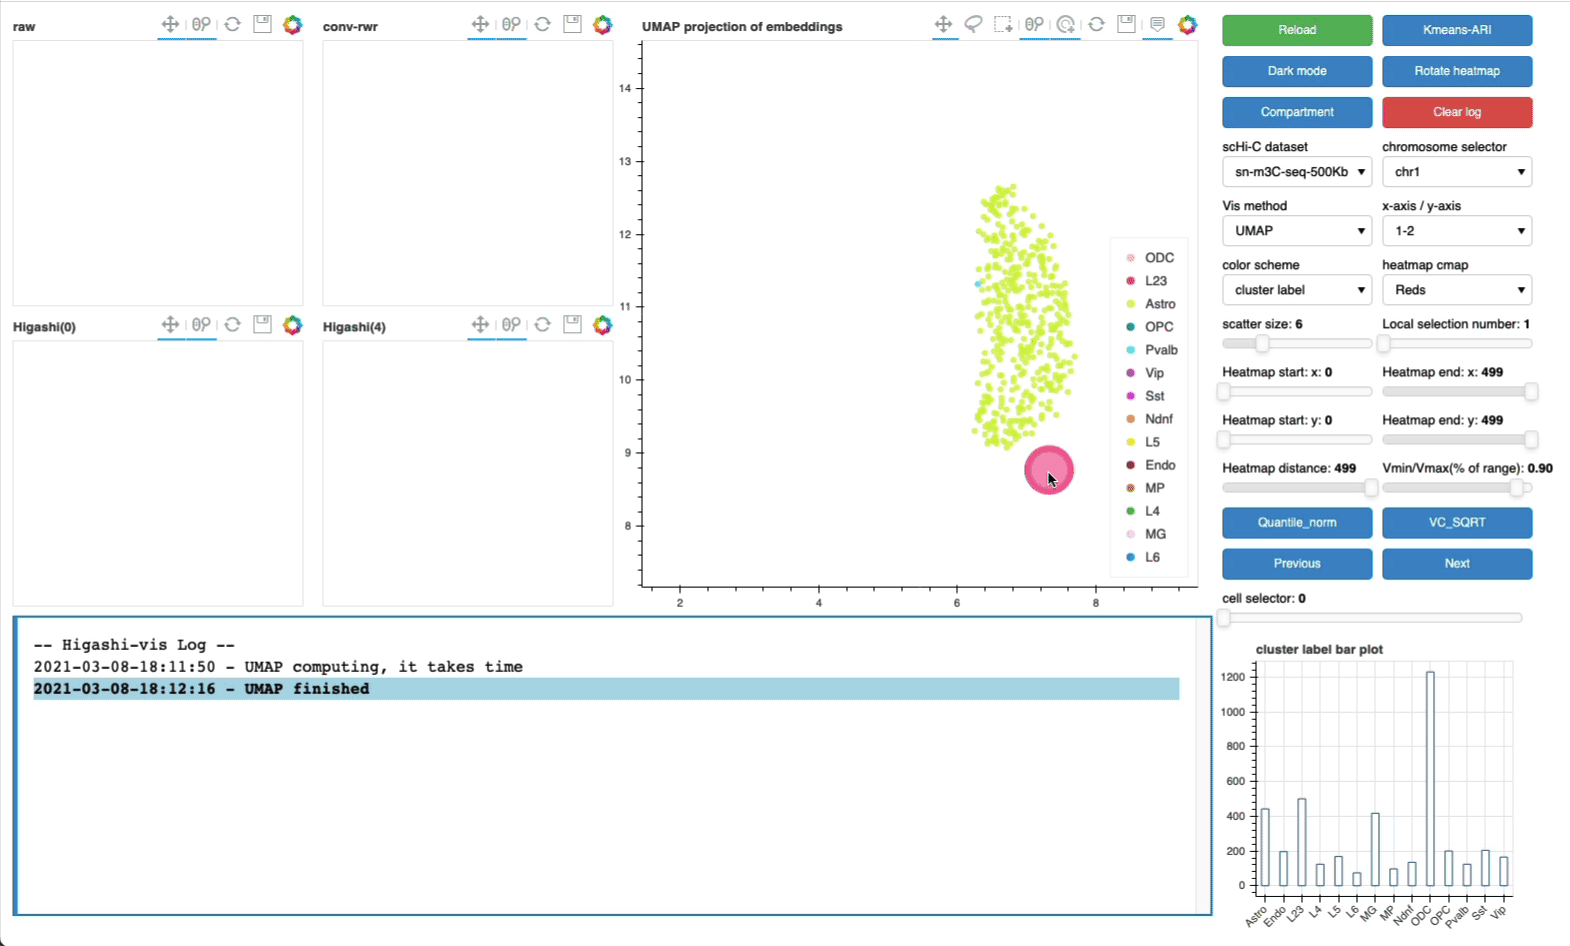 raw
conv-rwr
UMAP projection of embeddings
Higashi(0)
Higashi(4)
14
13
12
11
10
9
8
2
4
6
8
ODC
L23
Astro
OPC
Pvalb
Vip
Sst
Ndnf
L5
Endo
MP
L4
MG
L6
-- Higashi-vis Log --
2021-03-08-18:11:50 - UMAP computing, it takes time
2021-03-08-18:12:16 - UMAP finished
Reload
Kmeans-ARI
Dark mode
Rotate heatmap
Compartment
Clear log
scHi-C dataset
chromosome selector
sn-m3C-seq-500Kb
chr1
Vis method
x-axis / y-axis
UMAP
1-2
color scheme
heatmap cmap
cluster label
Reds
scatter size: 6
Local selection number: 1
Heatmap start: x: 0
Heatmap end: x: 499
Heatmap start: y: 0
Heatmap end: y: 499
Heatmap distance: 499
Vmin/Vmax(% of range): 0.90
Quantile_norm
VC_SQRT
Previous
Next
cell selector: 0
cluster label bar plot
1200
1000
800
600
400
200
0
Astro
Endo
L23
L4
L5
L6
MG
MP
Ndnf
ODC
OPC
Pvalb
Sst
Vip